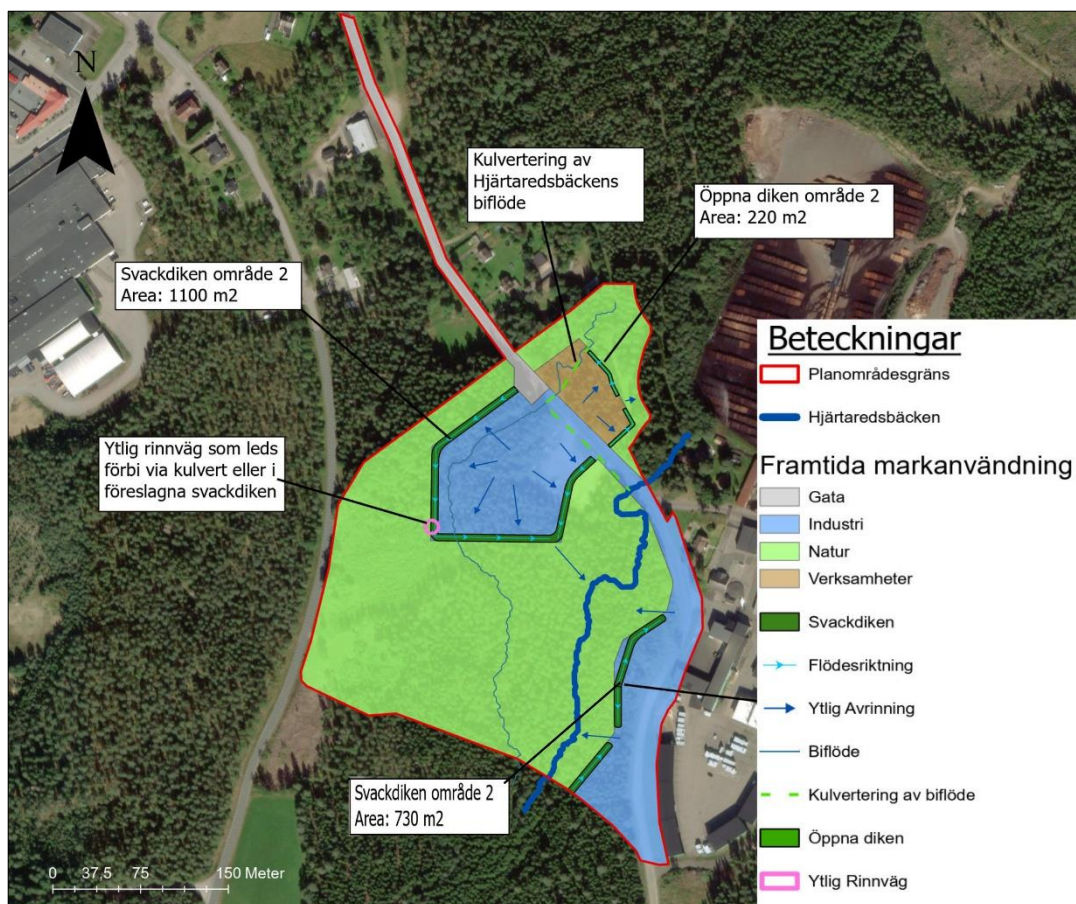 N
Kulvertering av
Hjärtaredsbäckens
biflöde
Öppna diken område 2
Area: 220 m2
Svackdiken område 2
Area: 1100 m2
Ytlig rinnväg som leds
förbi via kulvert eller i
föreslagna svackdiken
Svackdiken område 2
Area: 730 m2
0 37,5 75 150 Meter
Beteckningar
Planområdesgräns
Hjärtaredsbäcken
Framtida markanvändning
Gata
Industri
Natur
Verksamheter
Svackdiken
Flödesriktning
Ytlig Avrinning
Biflöde
Kulvertering av biflöde
Öppna diken
Ytlig Rinnväg